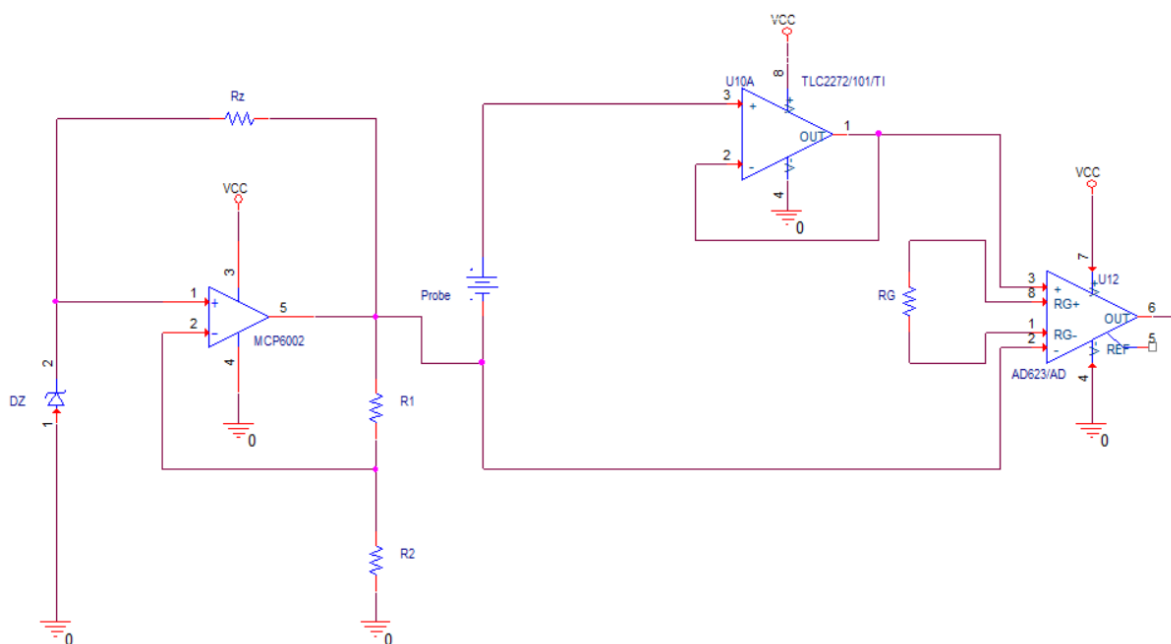 VCC
U10A
TLC2272/101/TI
8
3
+
V+
OUT
1
2
-
V-
4
0
Rz
VCC
3
1
+
2
-
5
MCP6002
4
0
Probe
2
DZ
1
0
R1
R2
0
VCC
7
U12
RG
3
+
V+
8
RG+
OUT
6
1
RG-
2
-
V-
REF
5
AD623/AD
4
0